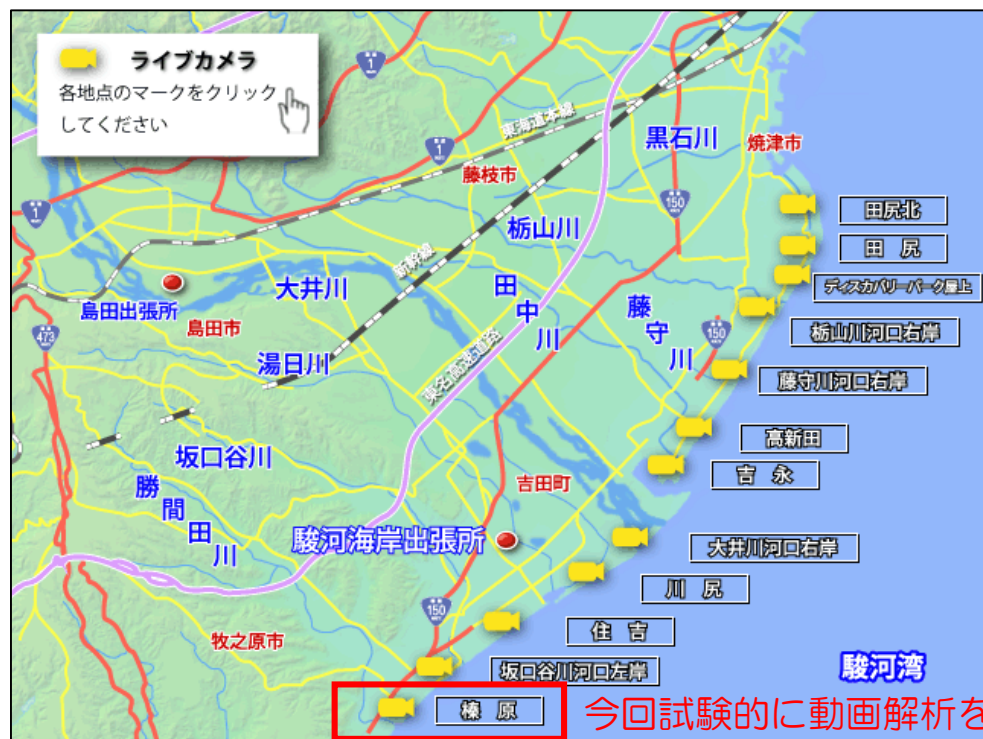 ライブカメラ
各地点のマークをクリック
してください
1
1
東海道本線
黒石川
焼津市
1
藤枝市
150
田尻北
栃山川
田尻
新幹線
大井川
田中川
ディスカバリーパーク屋上
島田出張所
島田市
藤守川
150
栃山川河口右岸
473
湯日川
東名高速道路
藤守川河口右岸
高新田
坂口谷川
吉永
勝間田川
吉田町
駿河海岸出張所
大井川河口右岸
川尻
150
住吉
牧之原市
坂口谷川河口左岸
駿河湾
榛原
今回試験的に動画解析を